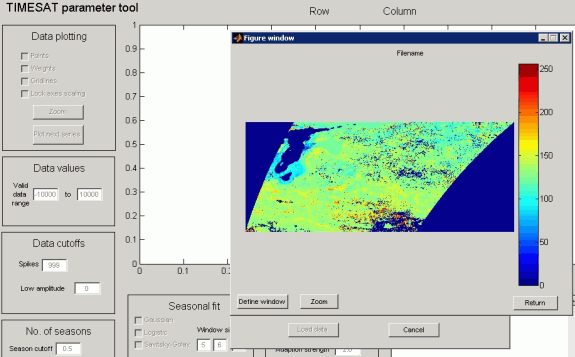 TIMESAT parameter tool
Row Column
Data plotting
Points
Weights
Gridlines
Lock axes scaling
Zoom
Plot next series
Data values
Valid data range -10000 to 10000
Data cutoffs
Spikes 999
Low amplitude 0
No. of seasons
Season cutoff 0.5
1
0.9
0.8
0.7
0.6
0.5
0.4
0.3
0.2
0.1
0
0 0.1 0.2
Figure window
Filename
250
200
150
100
50
0
Define window Zoom Return
Seasonal fit
Gaussian
Logistic
Savitsky-Golay
Window si
5 6
Load data Cancel
Adaption strength 2.0